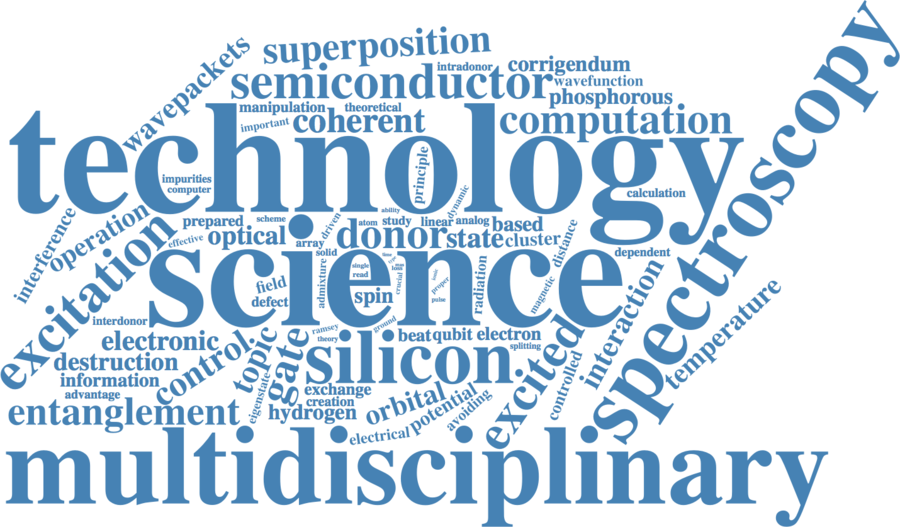 superposition
wavepackets
intradonor
corrigendum
semiconductor
wavefunction
phosphorous
manipulation
theoretical
important
coherent
computation
technology
spectroscopy
principle
impurities
computer
calculation
interference
operation
prepared
scheme
driven
ability
atom
study
linear
dynamic
analog
based
effective
optical
array
donor
state
cluster
distance
dependent
excitation
science
solid
admixture
single
read
loss
crucial
proper
pulse
field
defect
spin
radiation
magnetic
interaction
temperature
interdonor
ramsey
theory
ground
electronic
control
topic
gate
silicon
beat
qubit
electron
splitting
excited
controlled
destruction
information
advantage
eigenstate
exchange
creation
hydrogen
orbital
potential
avoiding
entanglement
electrical
multidisciplinary